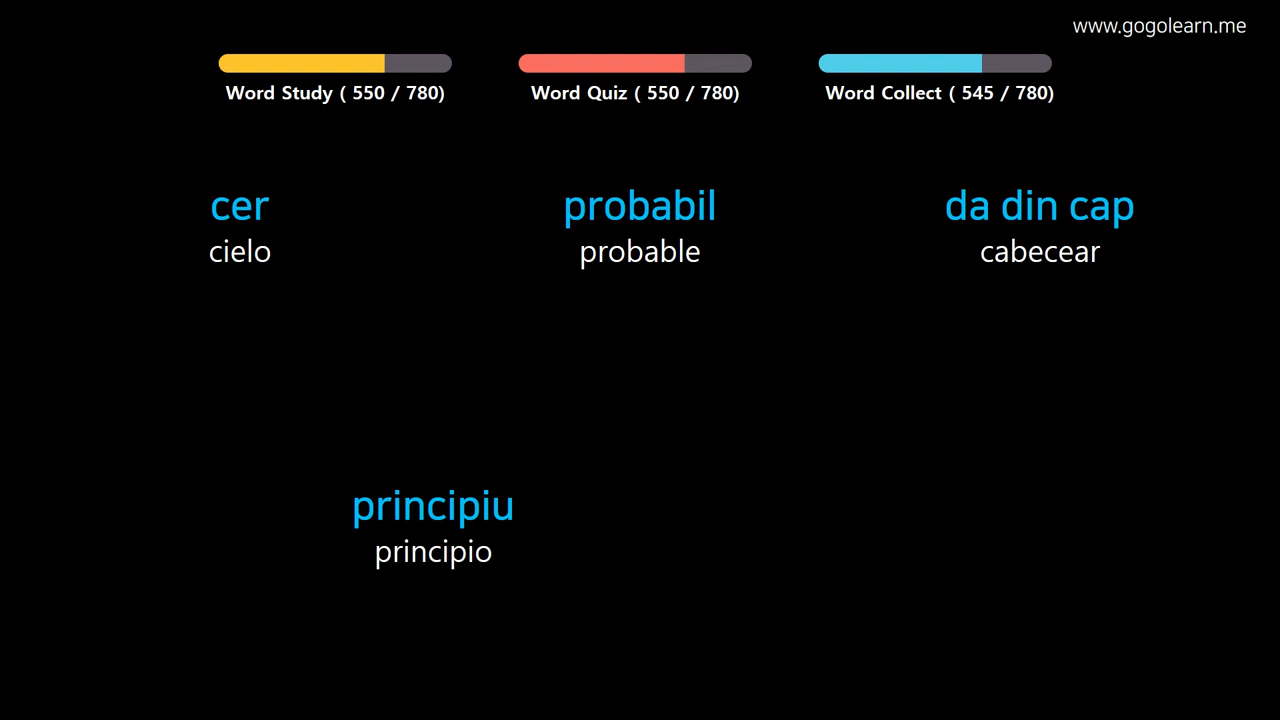 www.gogolearn.me
Word Study ( 550 / 780)
Word Quiz ( 550 / 780)
Word Collect ( 545 / 780)
cer
cielo
probabil
probable
da din cap
cabecear
principiu
principio